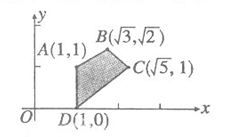 y
B(√3,√2)
A(1,1)
C(√5, 1)
O
D(1,0)
x